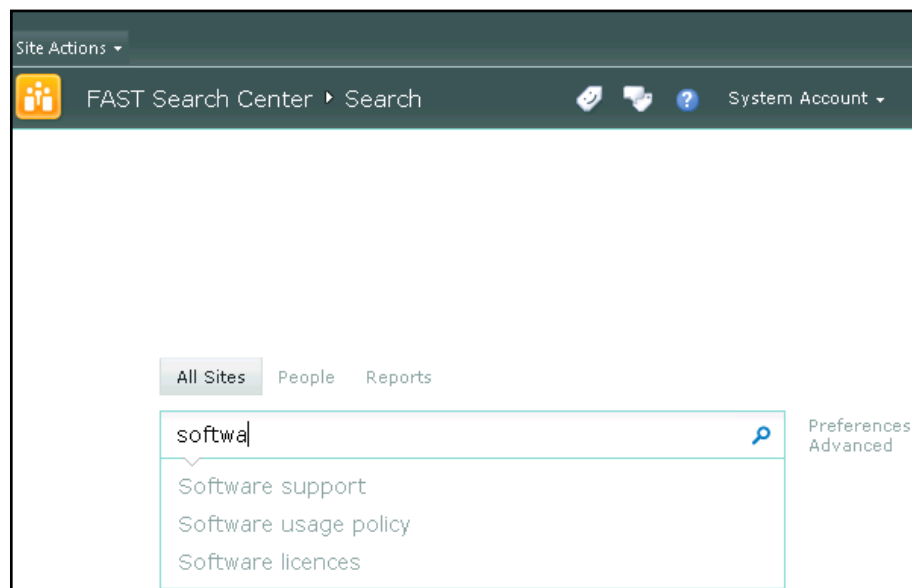 Site Actions
FAST Search Center Search
System Account
All Sites People Reports
softwa
Preferences
Advanced
Software support
Software usage policy
Software licences